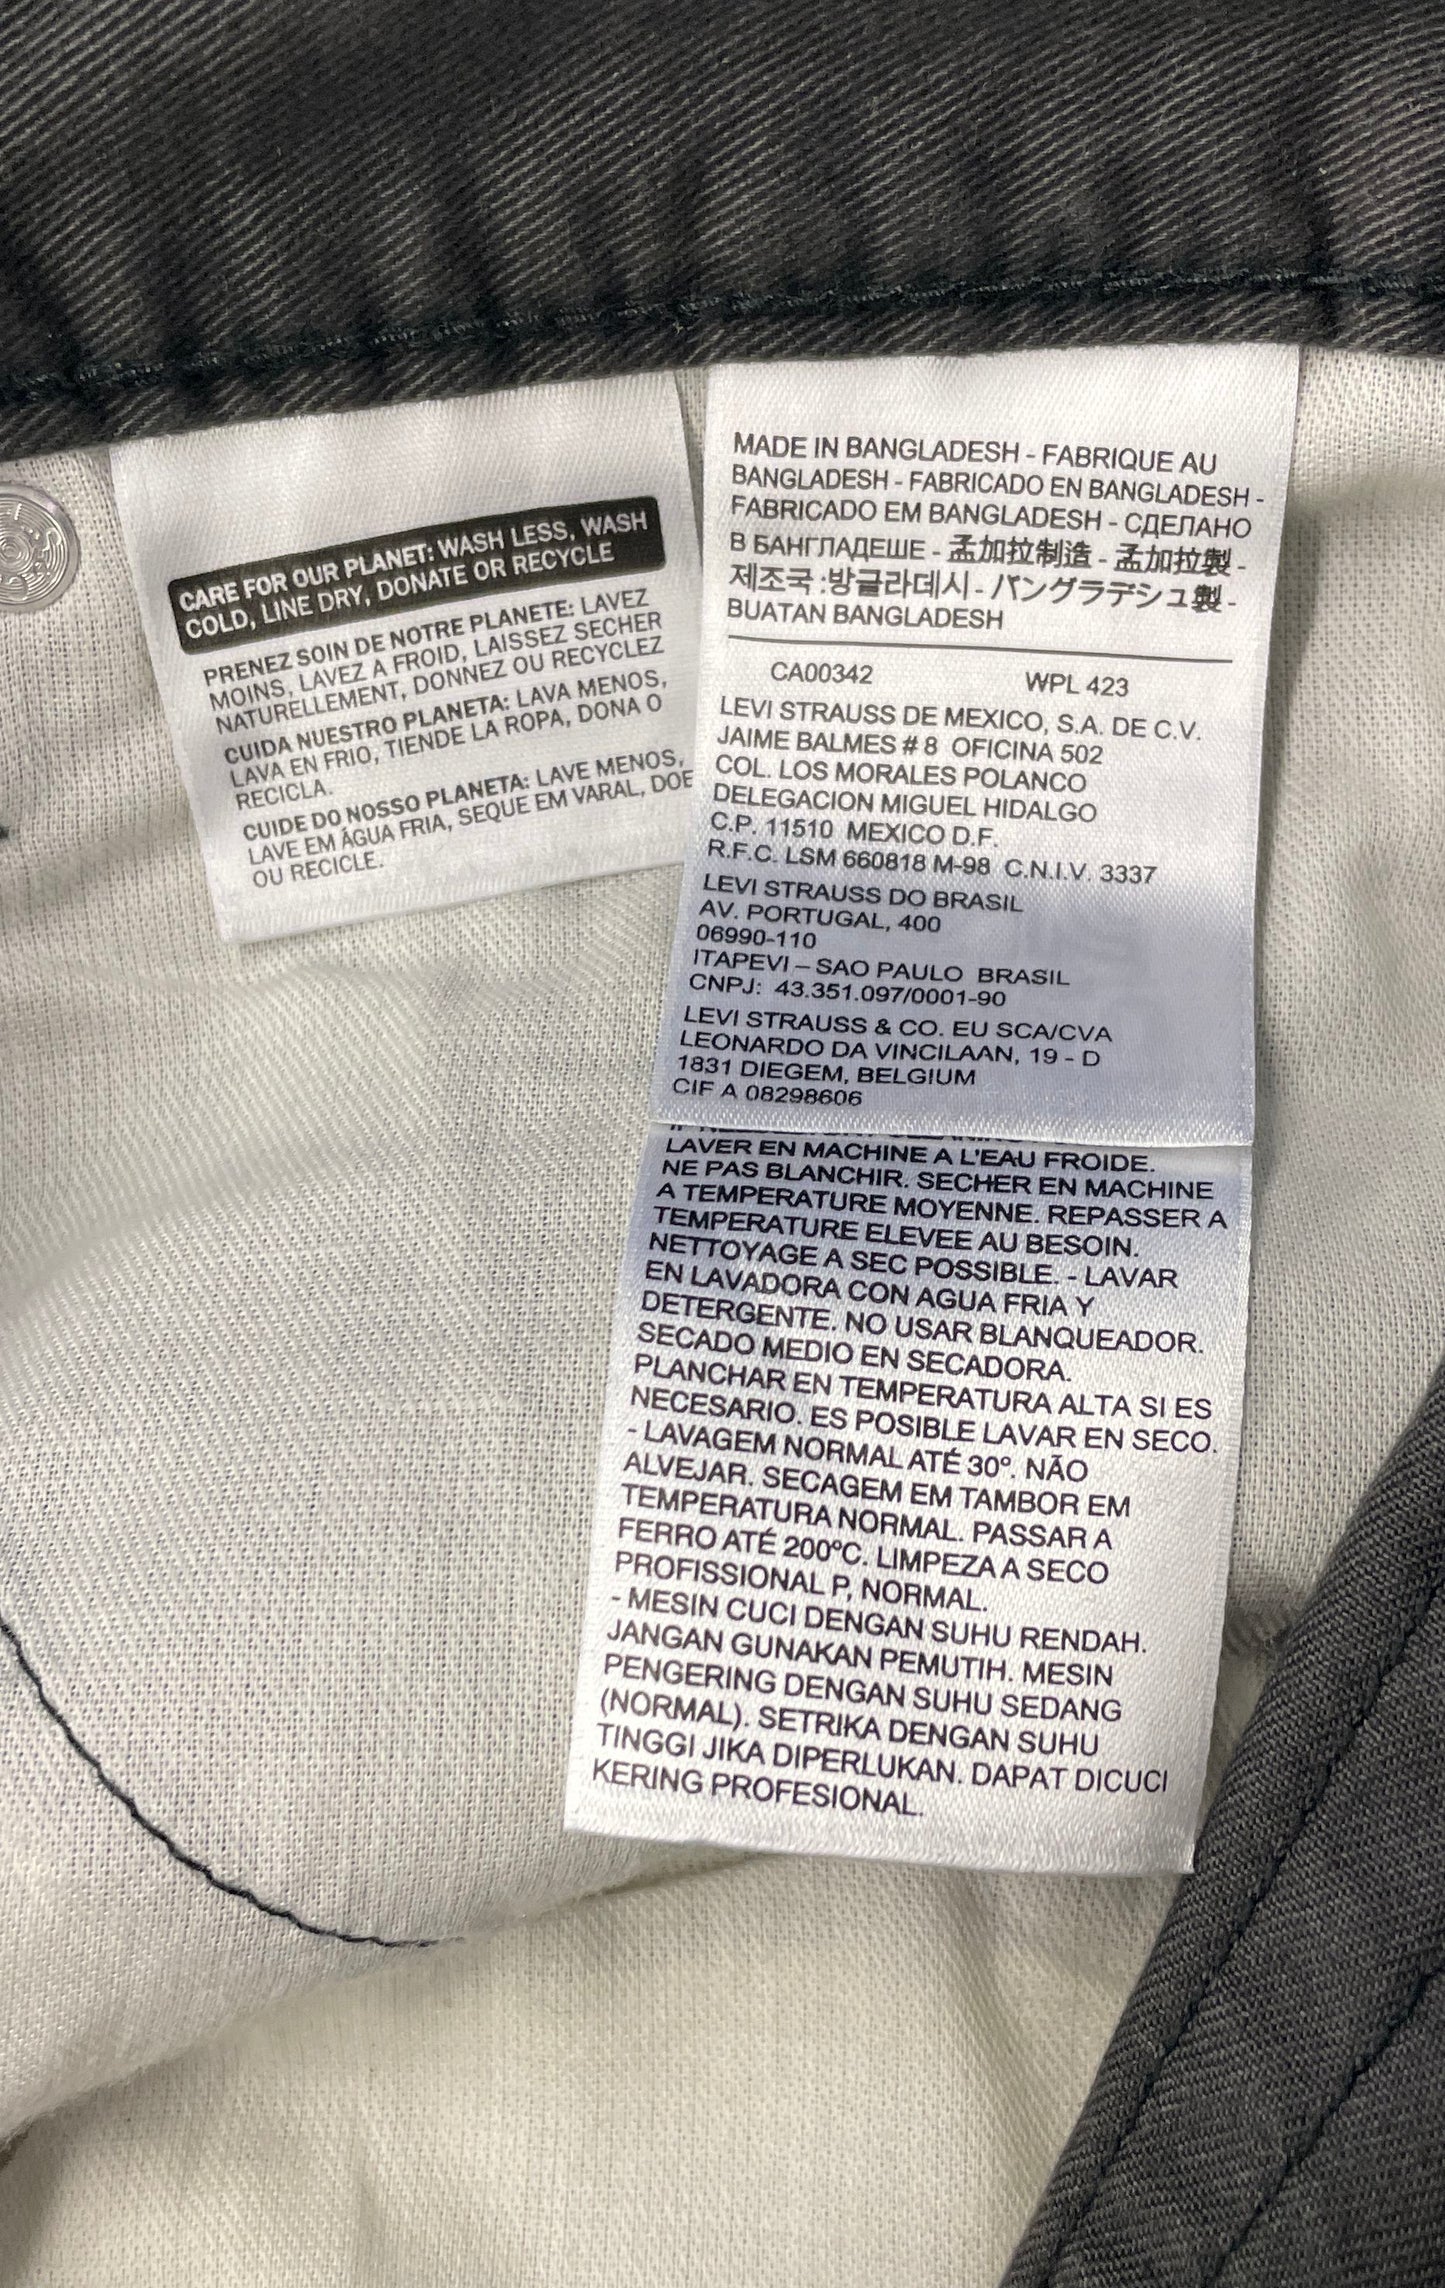 CARE FOR OUR PLANET: WASH LESS, WASH
COLD, LINE DRY, DONATE OR RECYCLE
PRENEZ SOIN DE NOTRE PLANETE: LAVEZ
MOINS, LAVEZ A FROID, LAISSEZ SECHER
NATURELLEMENT, DONNEZ OU RECYCLEZ
CUIDA NUESTRO PLANETA: LAVA MENOS,
LAVA EN FRIO, TIENDE LA ROPA, DONA O
RECICLA.
CUIDE DO NOSSO PLANETA: LAVE MENOS,
LAVE EM ÁGUA FRIA, SEQUE EM VARAL, DOE
OU RECICLE.
MADE IN BANGLADESH - FABRIQUE AU
BANGLADESH - FABRICADO EN BANGLADESH -
FABRICADO EM BANGLADESH - СДЕЛАНО
В БАНГЛАДЕШЕ - 孟加拉制造 - 孟加拉製 -
제조국 :방글라데시 - バングラデシュ製 -
BUATAN BANGLADESH
CA00342 WPL 423
LEVI STRAUSS DE MEXICO, S.A. DE C.V.
JAIME BALMES # 8 OFICINA 502
COL. LOS MORALES POLANCO
DELEGACION MIGUEL HIDALGO
C.P. 11510 MEXICO D.F.
R.F.C. LSM 660818 M-98 C.N.I.V. 3337
LEVI STRAUSS DO BRASIL
AV. PORTUGAL, 400
06990-110
ITAPEVI – SAO PAULO BRASIL
CNPJ: 43.351.097/0001-90
LEVI STRAUSS & CO. EU SCA/CVA
LEONARDO DA VINCILAAN, 19 - D
1831 DIEGEM, BELGIUM
CIF A 08298606
LAVER EN MACHINE A L'EAU FROIDE.
NE PAS BLANCHIR. SECHER EN MACHINE
A TEMPERATURE MOYENNE. REPASSER A
TEMPERATURE ELEVEE AU BESOIN.
NETTOYAGE A SEC POSSIBLE. - LAVAR
EN LAVADORA CON AGUA FRIA Y
DETERGENTE. NO USAR BLANQUEADOR.
SECADO MEDIO EN SECADORA.
PLANCHAR EN TEMPERATURA ALTA SI ES
NECESARIO. ES POSIBLE LAVAR EN SECO.
- LAVAGEM NORMAL ATÉ 30º. NÃO
ALVEJAR. SECAGEM EM TAMBOR EM
TEMPERATURA NORMAL. PASSAR A
FERRO ATÉ 200ºC. LIMPEZA A SECO
PROFISSIONAL P, NORMAL.
- MESIN CUCI DENGAN SUHU RENDAH.
JANGAN GUNAKAN PEMUTIH. MESIN
PENGERING DENGAN SUHU SEDANG
(NORMAL). SETRIKA DENGAN SUHU
TINGGI JIKA DIPERLUKAN. DAPAT DICUCI
KERING PROFESIONAL.